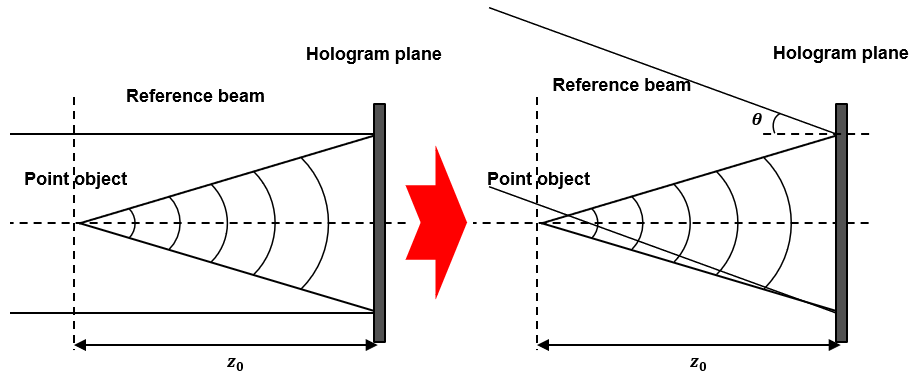 Hologram plane
Reference beam
Point object
z₀
Hologram plane
Reference beam
θ
Point object
z₀